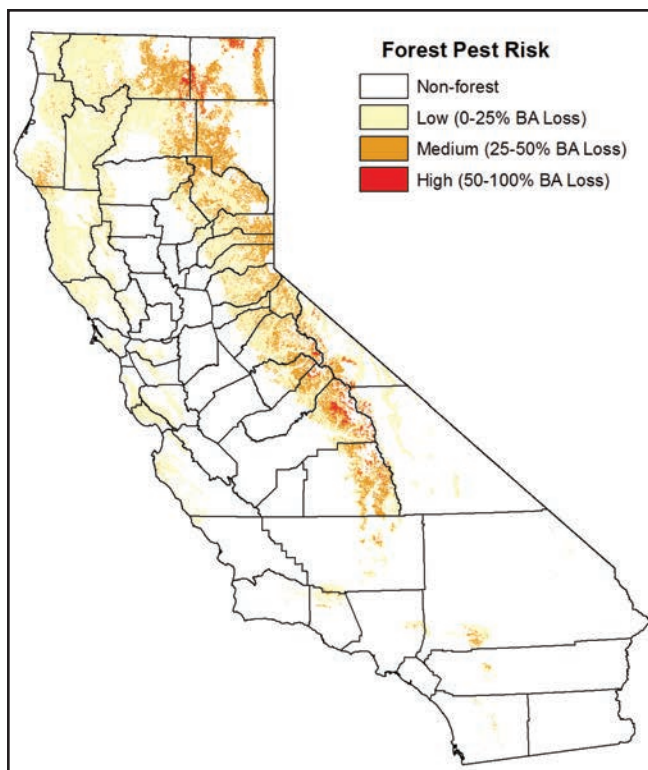 Forest Pest Risk
Non-forest
Low (0-25% BA Loss)
Medium (25-50% BA Loss)
High (50-100% BA Loss)